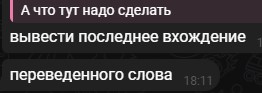 А что тут надо сделать
вывести последнее вхождение
переведенного слова
18:11